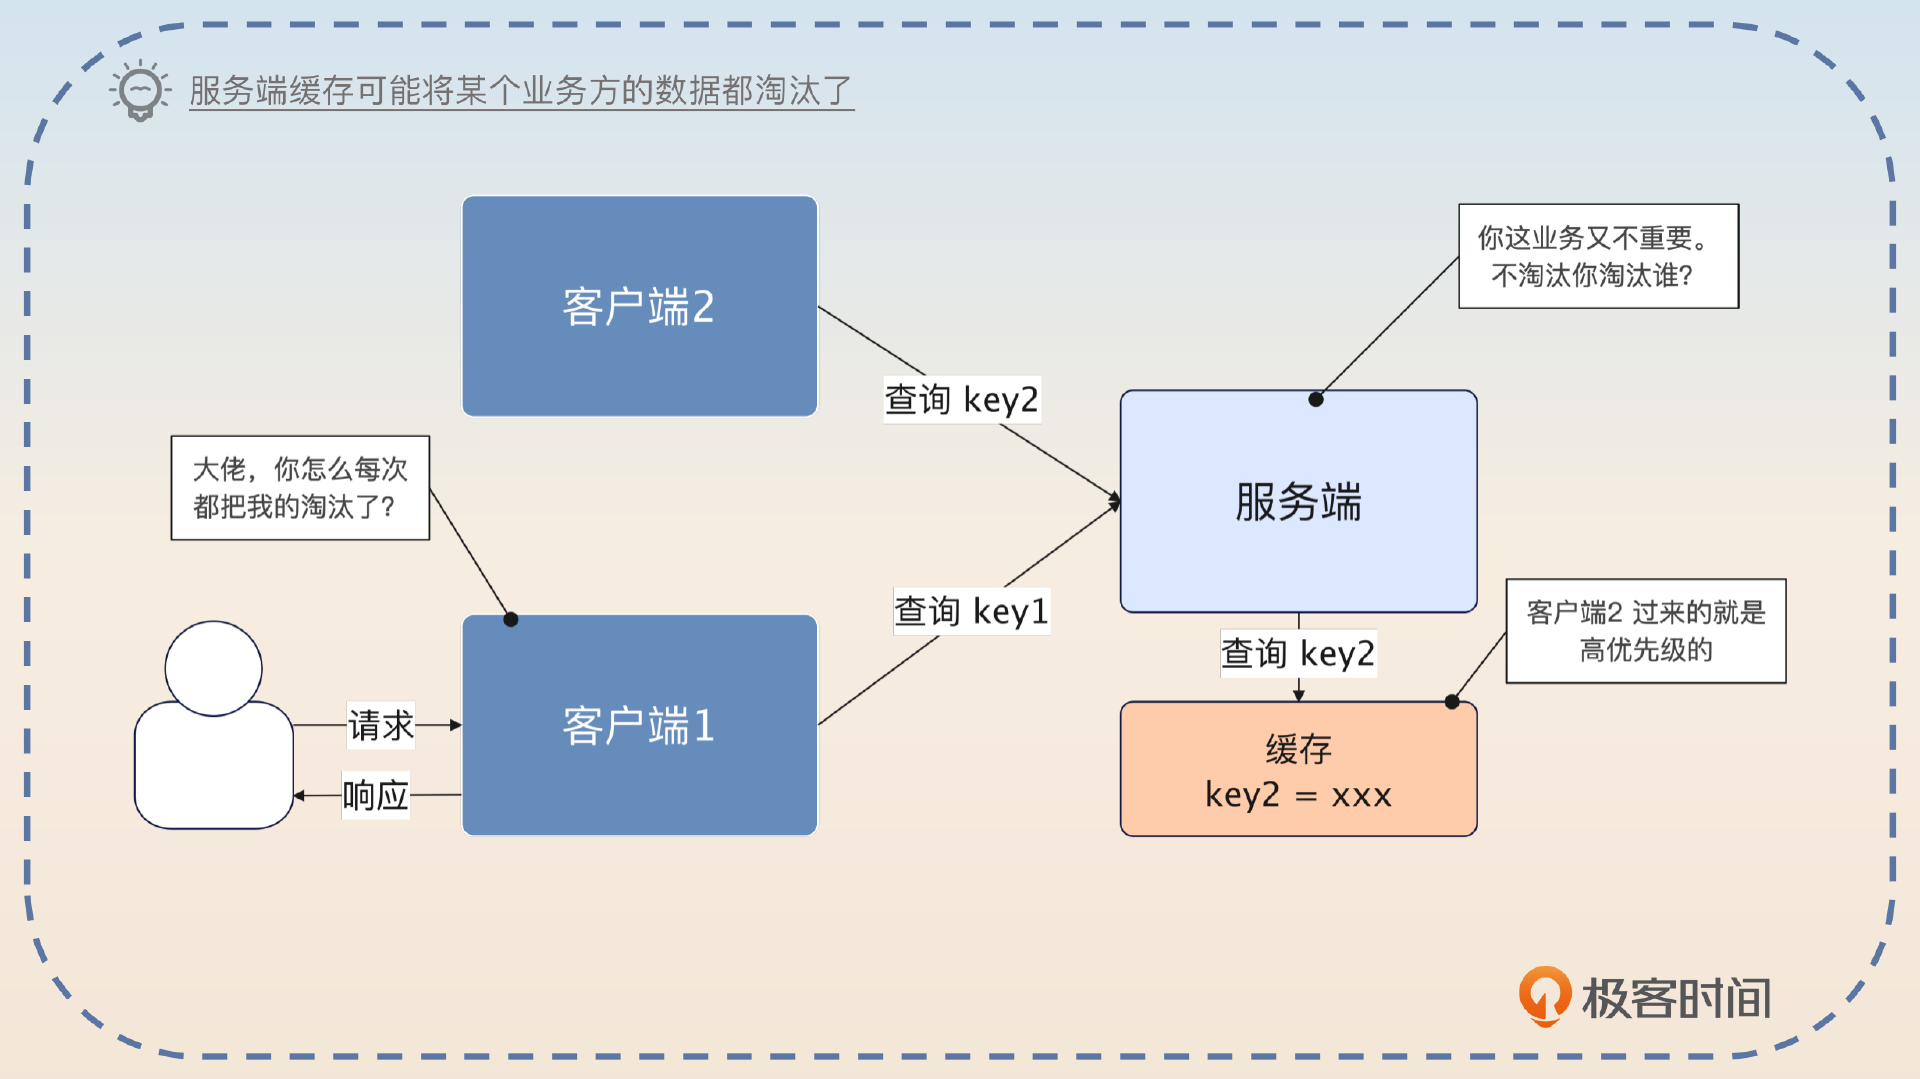 服务端缓存可能将某个业务方的数据都淘汰了
客户端2
你这业务又不重要。
不淘汰你淘汰谁？
查询 key2
大佬，你怎么每次
都把我的淘汰了？
服务端
查询 key1
客户端2 过来的就是
高优先级的
查询 key2
请求
客户端1
响应
缓存
key2 = xxx
极客时间